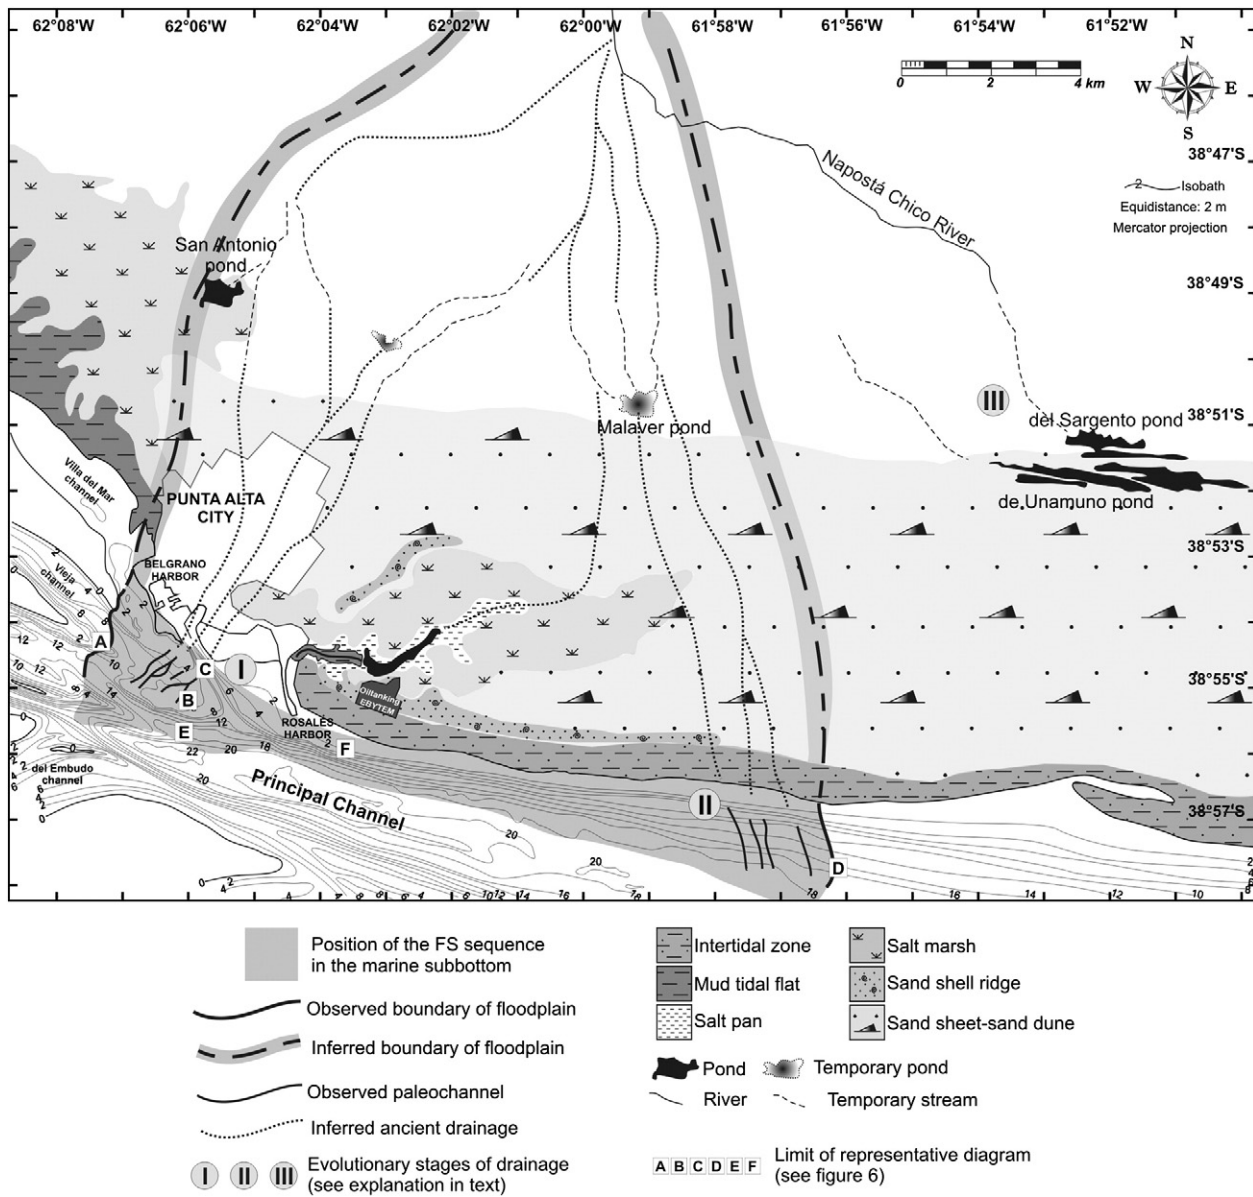 62°08'W 62°06'W 62°04'W 62°02'W 62°00'W 61°58'W 61°56'W 61°54'W 61°52'W
0 2 4 km
N
W E
S
38°47'S
2 Isobath
Equidistance: 2 m
Mercator projection
Napostá Chico River
San Antonio
pond
38°49'S
III
38°51'S
del Sargento pond
Malaver pond
de Unamuno pond
Villa del Mar
channel
PUNTA ALTA
CITY
38°53'S
BELGRANO
HARBOR
Vieja
channel
A
C
I
B
38°55'S
Oiltanking
EBYTEM
ROSALES
HARBOR
E
F
del Embudo
channel
Principal Channel
II
38°57'S
D
Position of the FS sequence
in the marine subbottom
Observed boundary of floodplain
Inferred boundary of floodplain
Observed paleochannel
Inferred ancient drainage
I II III
Evolutionary stages of drainage
(see explanation in text)
Intertidal zone
Mud tidal flat
Salt pan
Salt marsh
Sand shell ridge
Sand sheet-sand dune
Pond
Temporary pond
River
Temporary stream
A B C D E F
Limit of representative diagram
(see figure 6)